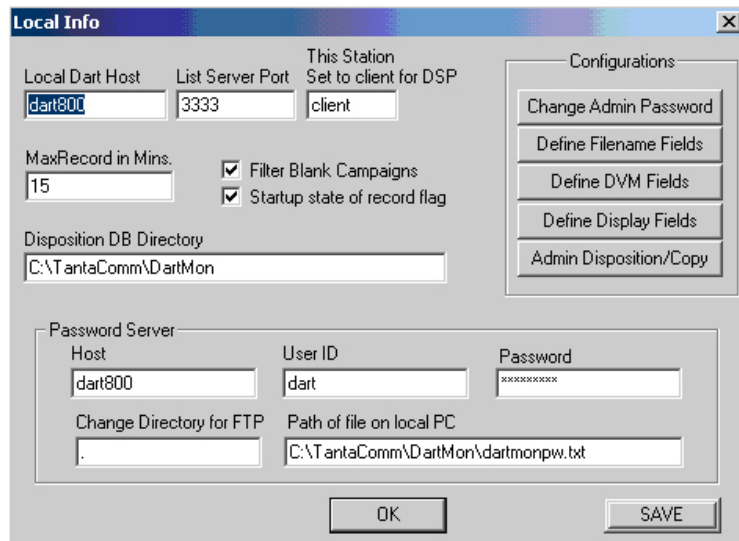 Local Info
Local Dart Host
dart800
List Server Port
3333
This Station
Set to client for DSP
client
MaxRecord in Mins.
15
Filter Blank Campaigns
Startup state of record flag
Disposition DB Directory
C:\TantaComm\DartMon
Configurations
Change Admin Password
Define Filename Fields
Define DVM Fields
Define Display Fields
Admin Disposition/Copy
Password Server
Host
dart800
User ID
dart
Password
×××××××××
Change Directory for FTP
.
Path of file on local PC
C:\TantaComm\DartMon\dartmonpw.txt
OK
SAVE